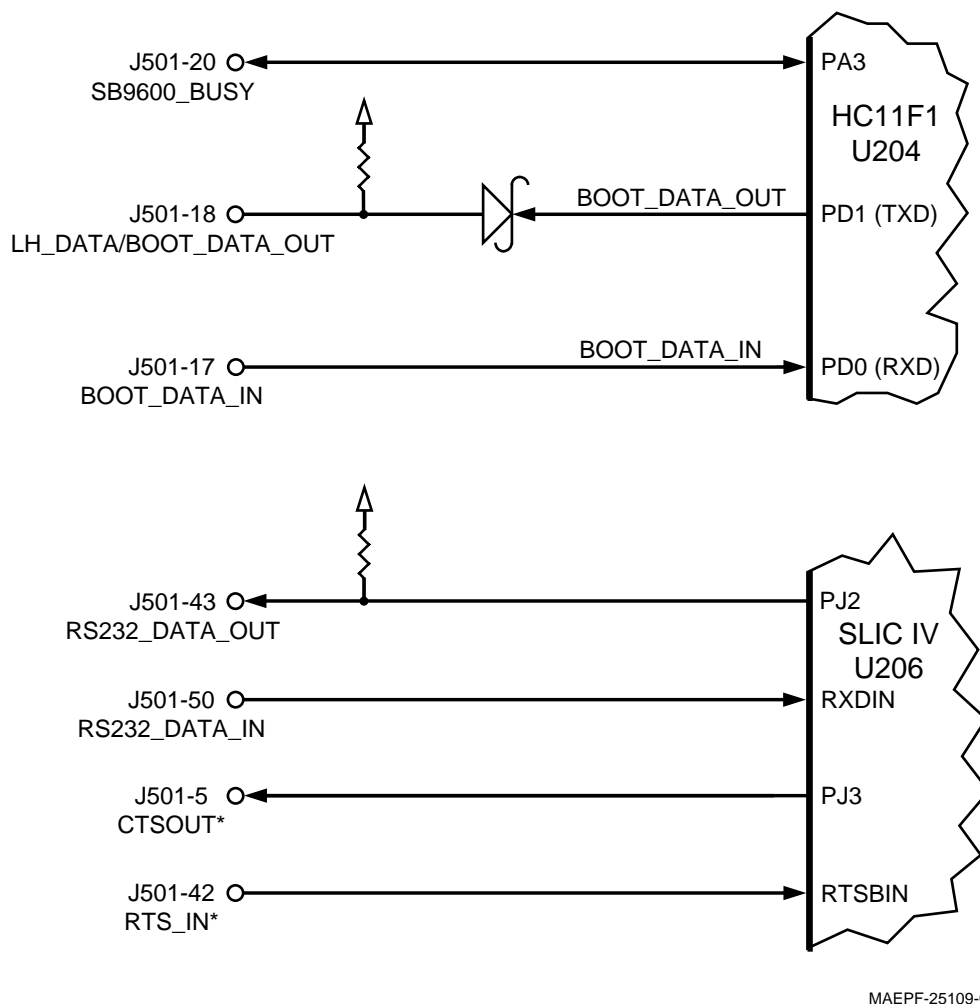 J501-20
SB9600_BUSY
PA3
HC11F1
U204
J501-18
LH_DATA/BOOT_DATA_OUT
BOOT_DATA_OUT
PD1 (TXD)
J501-17
BOOT_DATA_IN
BOOT_DATA_IN
PD0 (RXD)
J501-43
RS232_DATA_OUT
PJ2
SLIC IV
U206
J501-50
RS232_DATA_IN
RXDIN
J501-5
CTSOUT*
PJ3
J501-42
RTS_IN*
RTSBIN
MAEPF-25109-